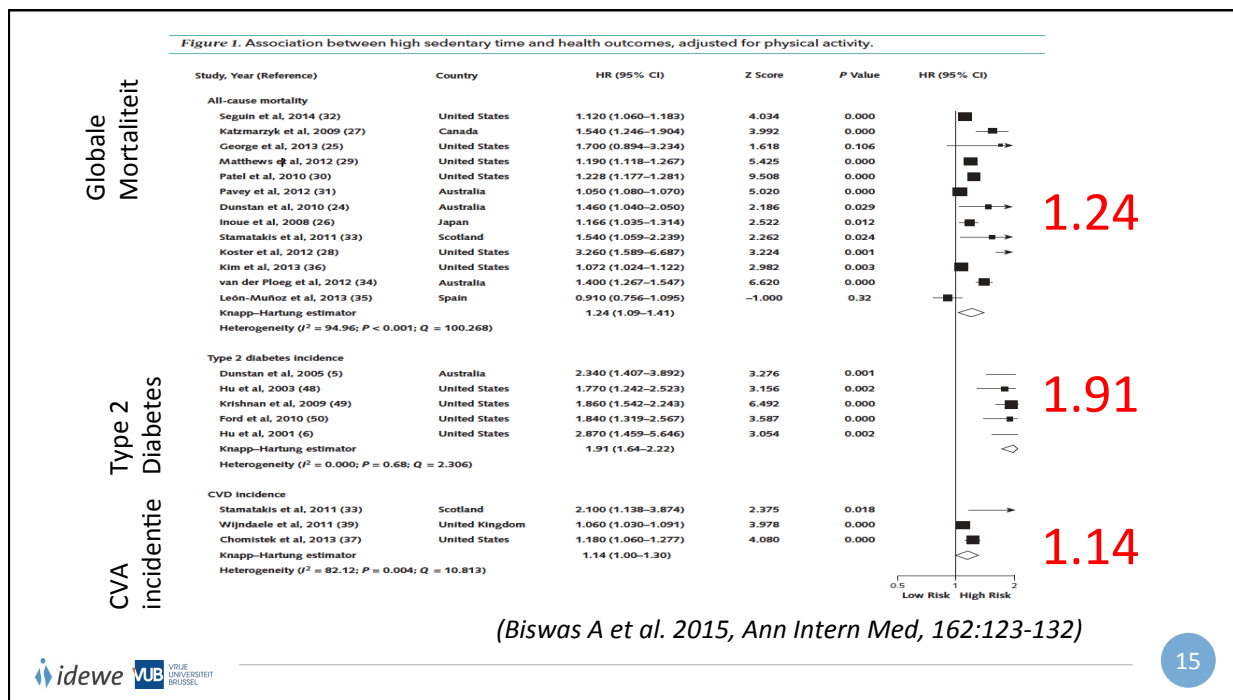 Figure 1. Association between high sedentary time and health outcomes, adjusted for physical activity.
Study, Year (Reference) Country HR (95% CI) Z Score P Value HR (95% CI)
Globale
Mortaliteit
All-cause mortality
Seguin et al, 2014 (32) United States 1.120 (1.060–1.183) 4.034 0.000
Katzmarzyk et al, 2009 (27) Canada 1.540 (1.246–1.904) 3.992 0.000
George et al, 2013 (25) United States 1.700 (0.894–3.234) 1.618 0.106
Matthews et al, 2012 (29) United States 1.190 (1.118–1.267) 5.425 0.000
Patel et al, 2010 (30) United States 1.228 (1.177–1.281) 9.508 0.000
Pavey et al, 2012 (31) Australia 1.050 (1.080–1.070) 5.020 0.000
Dunstan et al, 2010 (24) Australia 1.460 (1.040–2.050) 2.186 0.029
Inoue et al, 2008 (26) Japan 1.166 (1.035–1.314) 2.522 0.012
Stamatakis et al, 2011 (33) Scotland 1.540 (1.059–2.239) 2.262 0.024
Koster et al, 2012 (28) United States 3.260 (1.589–6.687) 3.224 0.001
Kim et al, 2013 (36) United States 1.072 (1.024–1.122) 2.982 0.003
van der Ploeg et al, 2012 (34) Australia 1.400 (1.267–1.547) 6.620 0.000
León-Muñoz et al, 2013 (35) Spain 0.910 (0.756–1.095) –1.000 0.32
Knapp–Hartung estimator 1.24 (1.09–1.41)
Heterogeneity (I² = 94.96; P < 0.001; Q = 100.268)
1.24
Type 2
Diabetes
Type 2 diabetes incidence
Dunstan et al, 2005 (5) Australia 2.340 (1.407–3.892) 3.276 0.001
Hu et al, 2003 (48) United States 1.770 (1.242–2.523) 3.156 0.002
Krishnan et al, 2009 (49) United States 1.860 (1.542–2.243) 6.492 0.000
Ford et al, 2010 (50) United States 1.840 (1.319–2.567) 3.587 0.000
Hu et al, 2001 (6) United States 2.870 (1.459–5.646) 3.054 0.002
Knapp–Hartung estimator 1.91 (1.64–2.22)
Heterogeneity (I² = 0.000; P = 0.68; Q = 2.306)
1.91
CVA
incidentie
CVD incidence
Stamatakis et al, 2011 (33) Scotland 2.100 (1.138–3.874) 2.375 0.018
Wijndaele et al, 2011 (39) United Kingdom 1.060 (1.030–1.091) 3.978 0.000
Chomistek et al, 2013 (37) United States 1.180 (1.060–1.277) 4.080 0.000
Knapp–Hartung estimator 1.14 (1.00–1.30)
Heterogeneity (I² = 82.12; P = 0.004; Q = 10.813)
1.14
0.5 1 2
Low Risk High Risk
(Biswas A et al. 2015, Ann Intern Med, 162:123-132)
idewe VUB VRIJE
UNIVERSITEIT
BRUSSEL
15